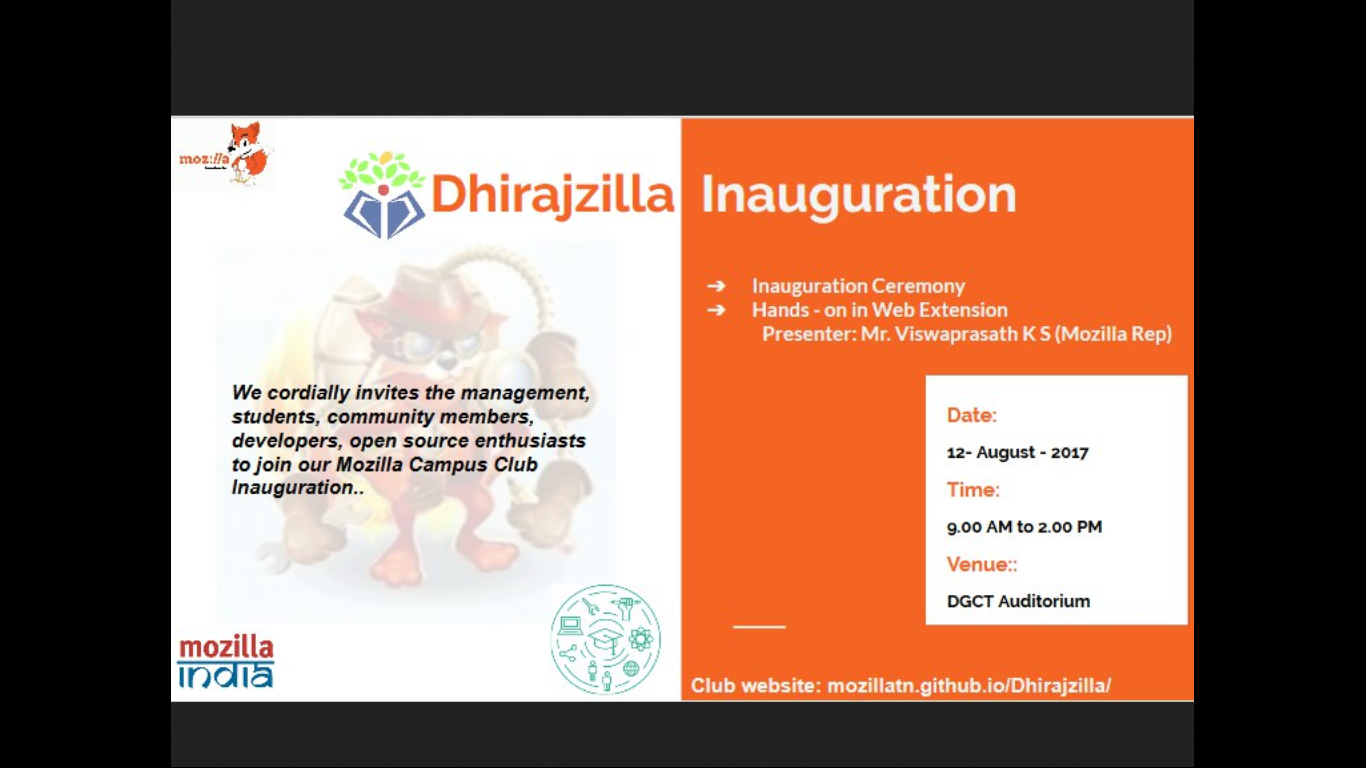 moz://a
Dhirajzilla Inauguration
We cordially invites the management,
students, community members,
developers, open source enthusiasts
to join our Mozilla Campus Club
Inauguration..
mozilla
india
➔ Inauguration Ceremony
➔ Hands - on in Web Extension
Presenter: Mr. Viswaprasath K S (Mozilla Rep)
Date:
12- August - 2017
Time:
9.00 AM to 2.00 PM
Venue::
DGCT Auditorium
Club website: mozillatn.github.io/Dhirajzilla/